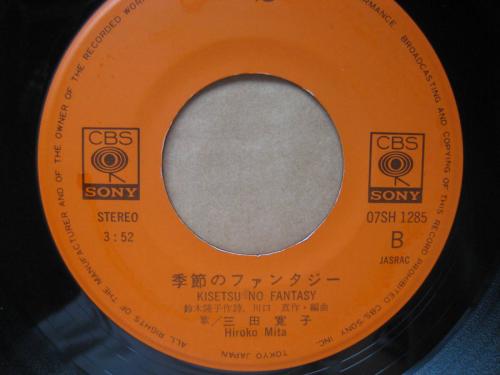 ALL RIGHTS OF THE MANUFACTURER AND OF THE OWNER OF THE RECORDED WORK
PERFORMANCE BROADCASTING AND COPYING OF THIS RECORD PROHIBITED CBS-SONY INC.
TOKYO JAPAN
CBS
SONY
CBS
SONY
STEREO
3:52
07SH 1285
B
JASRAC
季節のファンタジー
KISETSU NO FANTASY
鈴木隆子作詩、川口 真作・編曲
歌/三田寛子
Hiroko Mita